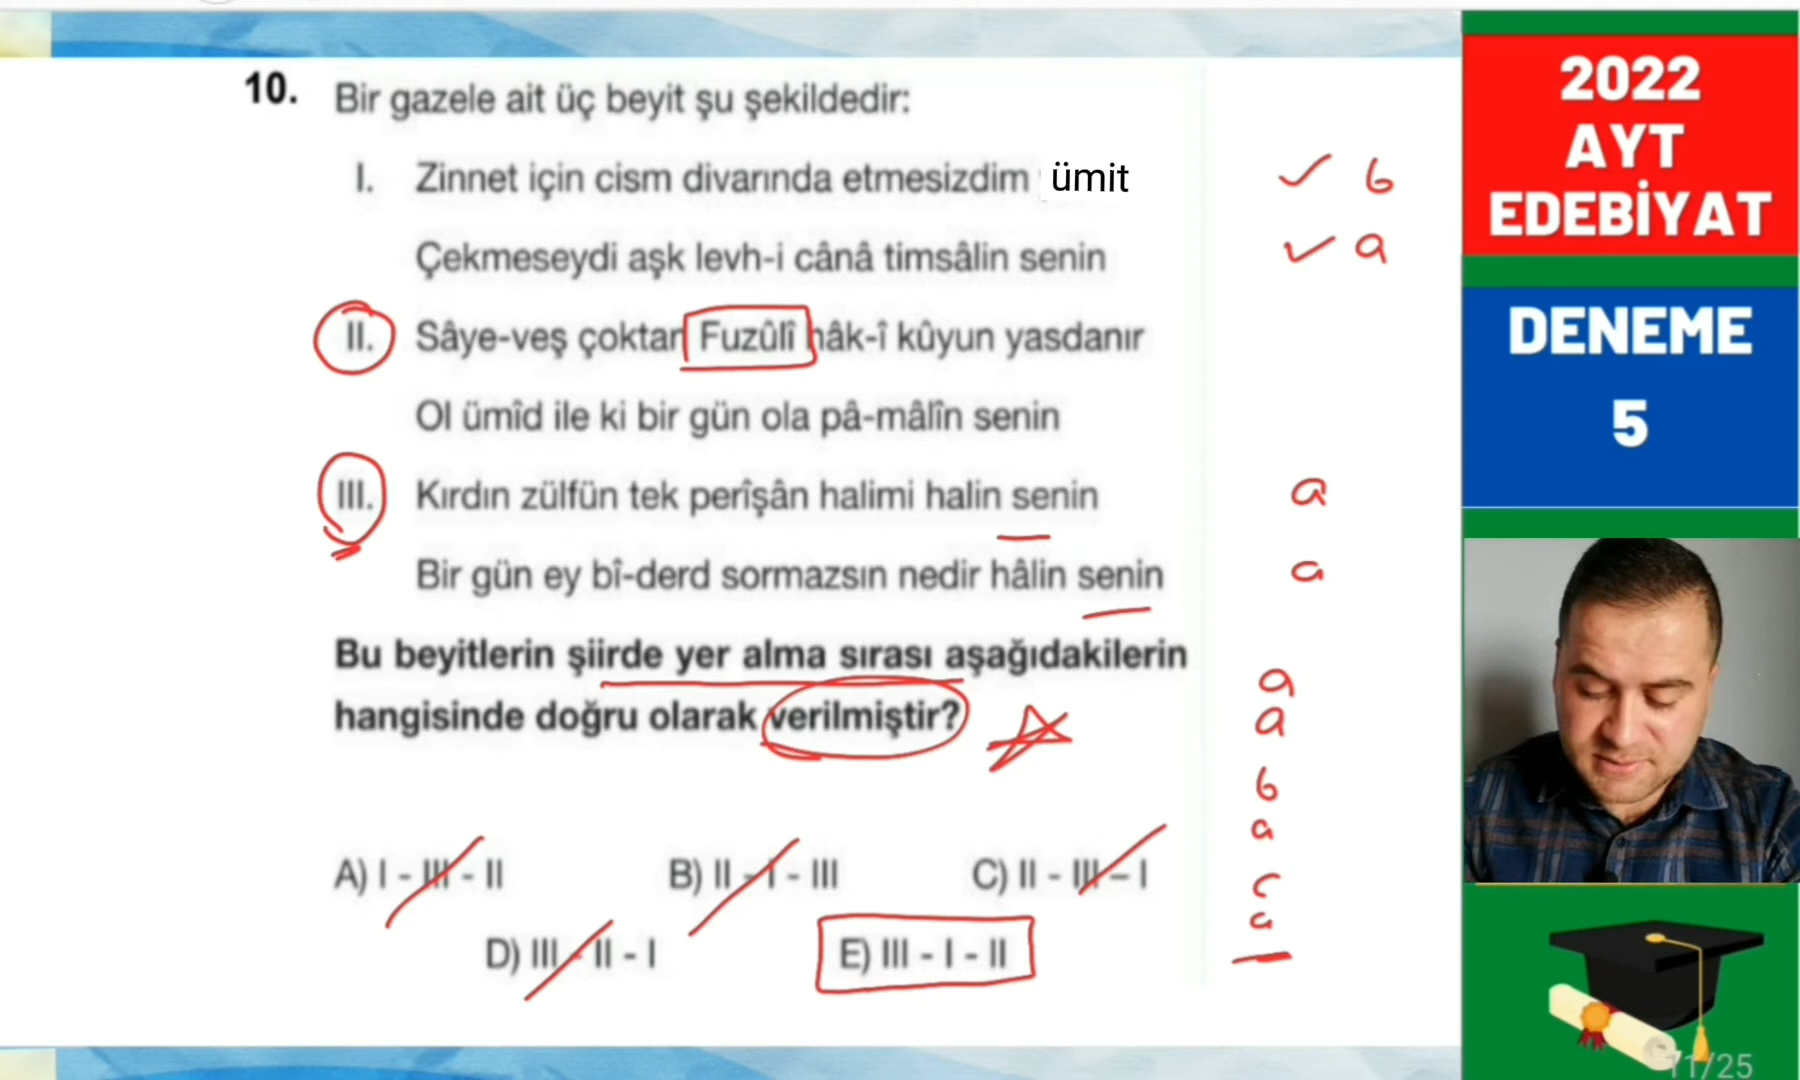 10. Bir gazele ait üç beyit şu şekildedir:
I. Zinnet için cism divarında etmesizdim ümit
Çekmeseydi aşk levh-i cânâ timsâlin senin
II. Sâye-veş çoktan Fuzûlî hâk-î kûyun yasdanır
Ol ümîd ile ki bir gün ola pâ-mâlîn senin
III. Kırdın zülfün tek perîşân halimi halin senin
Bir gün ey bî-derd sormazsın nedir hâlin senin
Bu beyitlerin şiirde yer alma sırası aşağıdakilerin
hangisinde doğru olarak verilmiştir?
A) I - III - II
B) II - I - III
C) II - III - I
D) III - II - I
E) III - I - II
b
a
a
a
a
a
b
a
c
a
2022
AYT
EDEBİYAT
DENEME
5
11/25